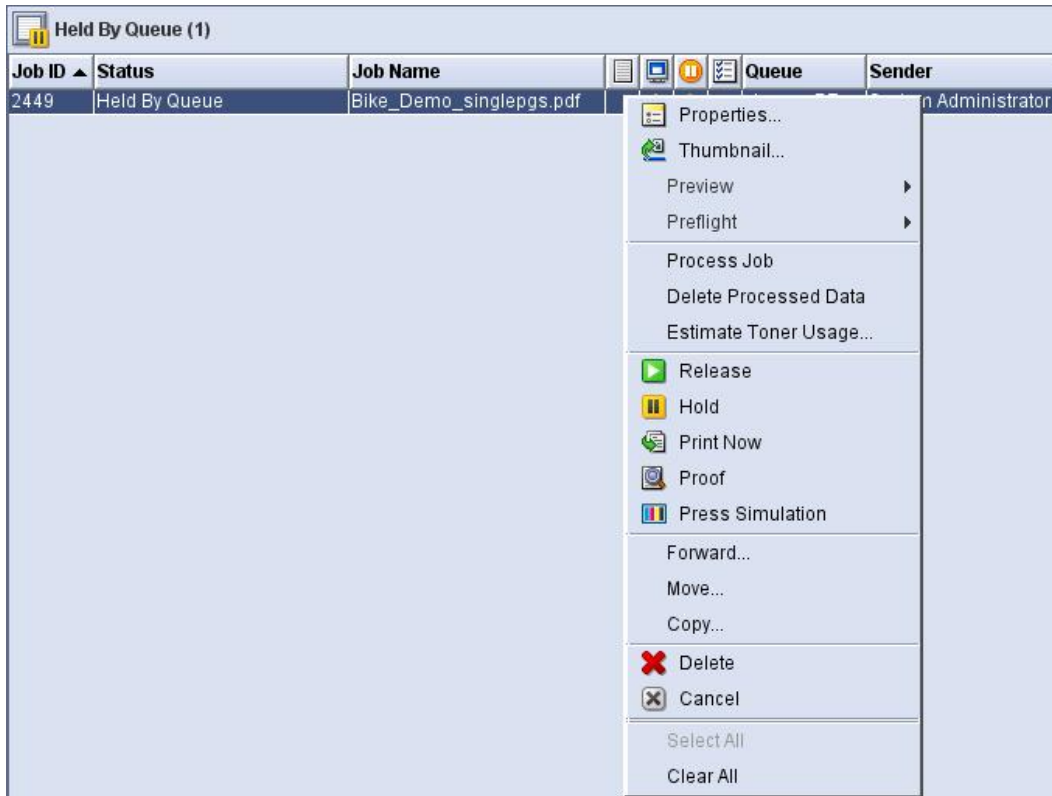 Held By Queue (1)
Job ID Status Job Name Queue Sender
2449 Held By Queue Bike_Demo_singlepgs.pdf Administrator
Properties...
Thumbnail...
Preview
Preflight
Process Job
Delete Processed Data
Estimate Toner Usage...
Release
Hold
Print Now
Proof
Press Simulation
Forward...
Move...
Copy...
Delete
Cancel
Select All
Clear All